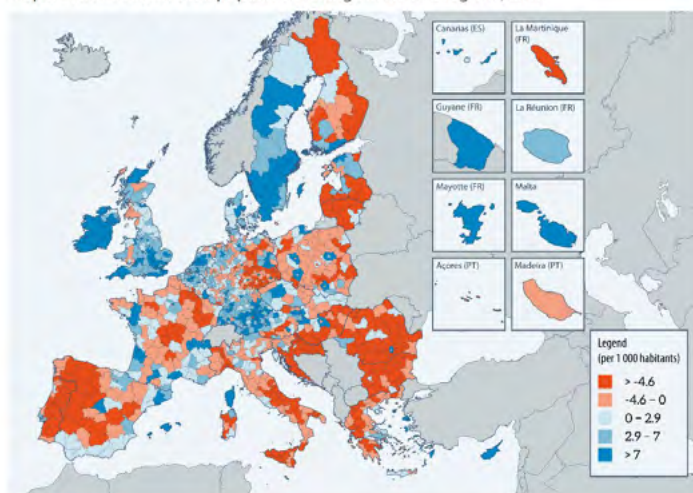 Canarias (ES)
La Martinique
(FR)
Guyane (FR)
La Réunion (FR)
Mayotte (FR)
Malta
Açores (PT)
Madeira (PT)
Legend
(per 1 000 habitants)
> -4.6
-4.6 – 0
0 – 2.9
2.9 – 7
> 7